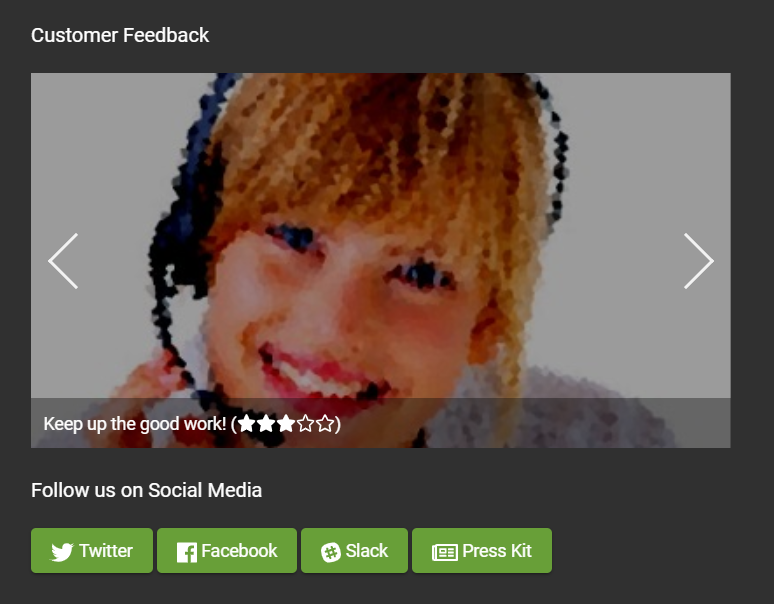 Customer Feedback
Keep up the good work! (★★★☆☆)
Follow us on Social Media
Twitter Facebook Slack Press Kit